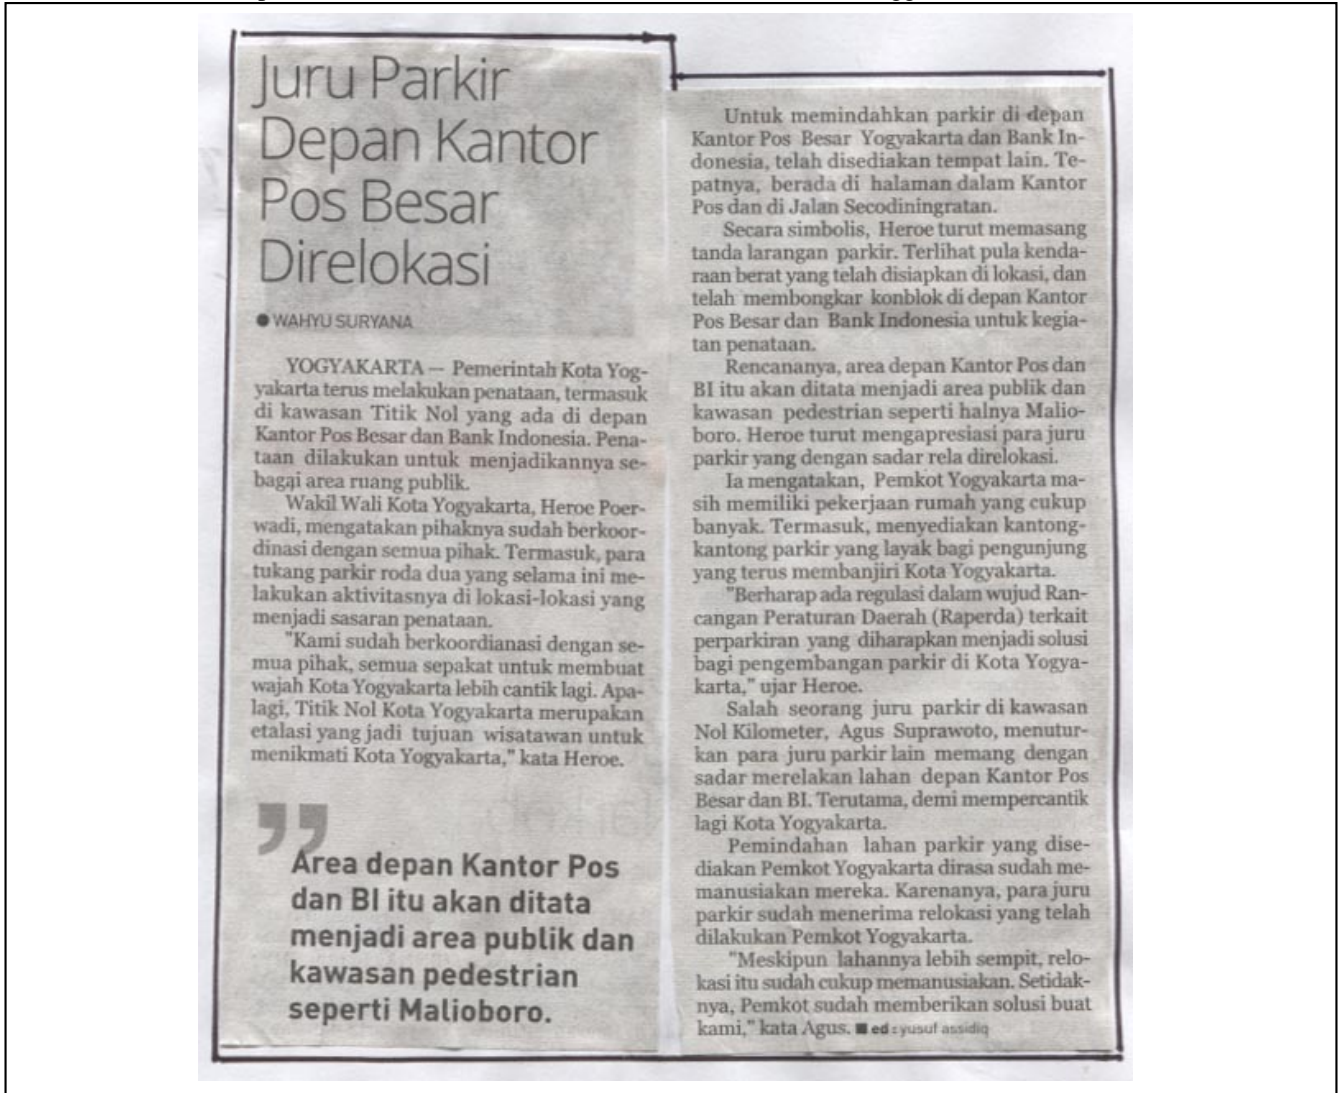 Juru Parkir
Depan Kantor
Pos Besar
Direlokasi
● WAHYU SURYANA
YOGYAKARTA — Pemerintah Kota Yog-
yakarta terus melakukan penataan, termasuk
di kawasan Titik Nol yang ada di depan
Kantor Pos Besar dan Bank Indonesia. Pena-
taan dilakukan untuk menjadikannya se-
bagai area ruang publik.
Wakil Wali Kota Yogyakarta, Heroe Poer-
wadi, mengatakan pihaknya sudah berkoor-
dinasi dengan semua pihak. Termasuk, para
tukang parkir roda dua yang selama ini me-
lakukan aktivitasnya di lokasi-lokasi yang
menjadi sasaran penataan.
"Kami sudah berkoordianasi dengan se-
mua pihak, semua sepakat untuk membuat
wajah Kota Yogyakarta lebih cantik lagi. Apa-
lagi, Titik Nol Kota Yogyakarta merupakan
etalasi yang jadi tujuan wisatawan untuk
menikmati Kota Yogyakarta," kata Heroe.
”
Area depan Kantor Pos
dan BI itu akan ditata
menjadi area publik dan
kawasan pedestrian
seperti Malioboro.
Untuk memindahkan parkir di depan
Kantor Pos Besar Yogyakarta dan Bank In-
donesia, telah disediakan tempat lain. Te-
patnya, berada di halaman dalam Kantor
Pos dan di Jalan Secodiningratan.
Secara simbolis, Heroe turut memasang
tanda larangan parkir. Terlihat pula kenda-
raan berat yang telah disiapkan di lokasi, dan
telah membongkar konblok di depan Kantor
Pos Besar dan Bank Indonesia untuk kegia-
tan penataan.
Rencananya, area depan Kantor Pos dan
BI itu akan ditata menjadi area publik dan
kawasan pedestrian seperti halnya Malio-
boro. Heroe turut mengapresiasi para juru
parkir yang dengan sadar rela direlokasi.
Ia mengatakan, Pemkot Yogyakarta ma-
sih memiliki pekerjaan rumah yang cukup
banyak. Termasuk, menyediakan kantong-
kantong parkir yang layak bagi pengunjung
yang terus membanjiri Kota Yogyakarta.
"Berharap ada regulasi dalam wujud Ran-
cangan Peraturan Daerah (Raperda) terkait
perparkiran yang diharapkan menjadi solusi
bagi pengembangan parkir di Kota Yogya-
karta," ujar Heroe.
Salah seorang juru parkir di kawasan
Nol Kilometer, Agus Suprawoto, menutur-
kan para juru parkir lain memang dengan
sadar merelakan lahan depan Kantor Pos
Besar dan BI. Terutama, demi mempercantik
lagi Kota Yogyakarta.
Pemindahan lahan parkir yang dise-
diakan Pemkot Yogyakarta dirasa sudah me-
manusiakan mereka. Karenanya, para juru
parkir sudah menerima relokasi yang telah
dilakukan Pemkot Yogyakarta.
"Meskipun lahannya lebih sempit, relo-
kasi itu sudah cukup memanusiakan. Setidak-
nya, Pemkot sudah memberikan solusi buat
kami," kata Agus. ■ ed : yusuf assidiq